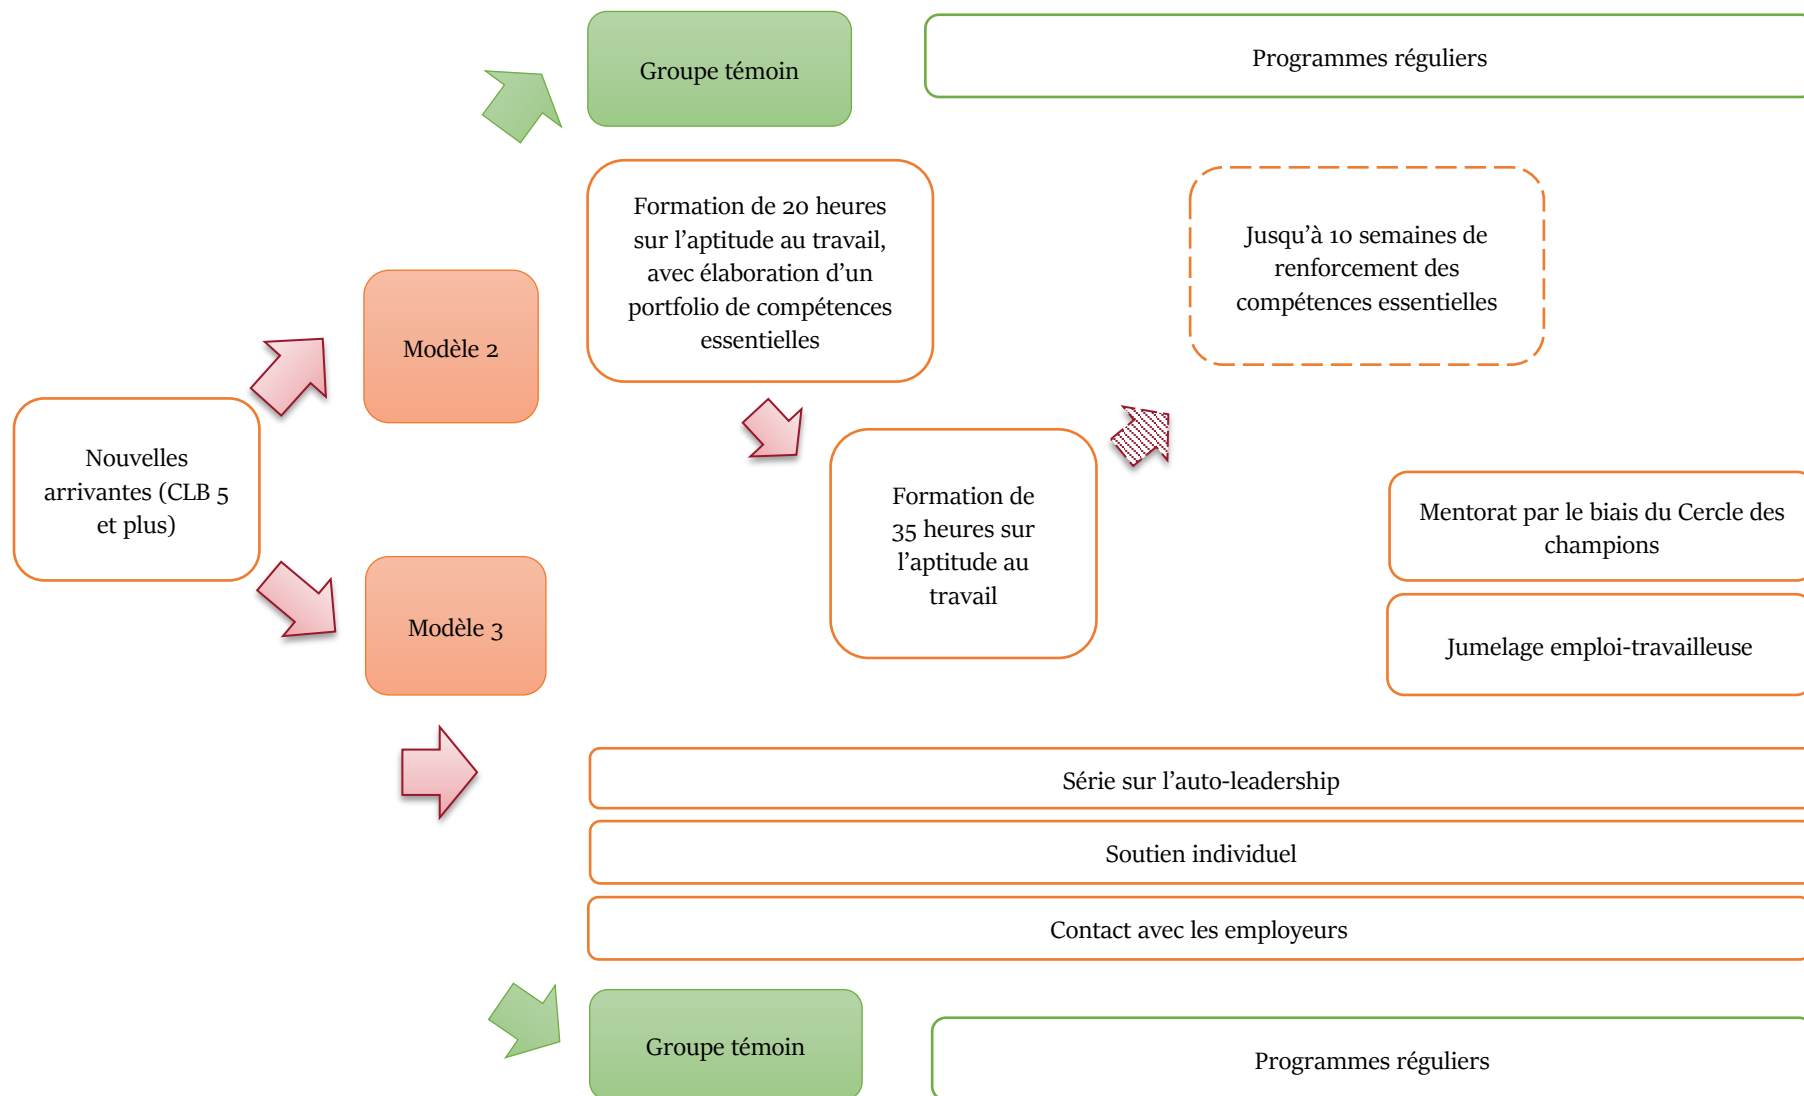 Groupe témoin
Programmes réguliers
Formation de 20 heures
sur l’aptitude au travail,
avec élaboration d’un
portfolio de compétences
essentielles
Jusqu’à 10 semaines de
renforcement des
compétences essentielles
Modèle 2
Nouvelles
arrivantes (CLB 5
et plus)
Formation de
35 heures sur
l’aptitude au
travail
Mentorat par le biais du Cercle des
champions
Modèle 3
Jumelage emploi-travailleuse
Série sur l’auto-leadership
Soutien individuel
Contact avec les employeurs
Groupe témoin
Programmes réguliers